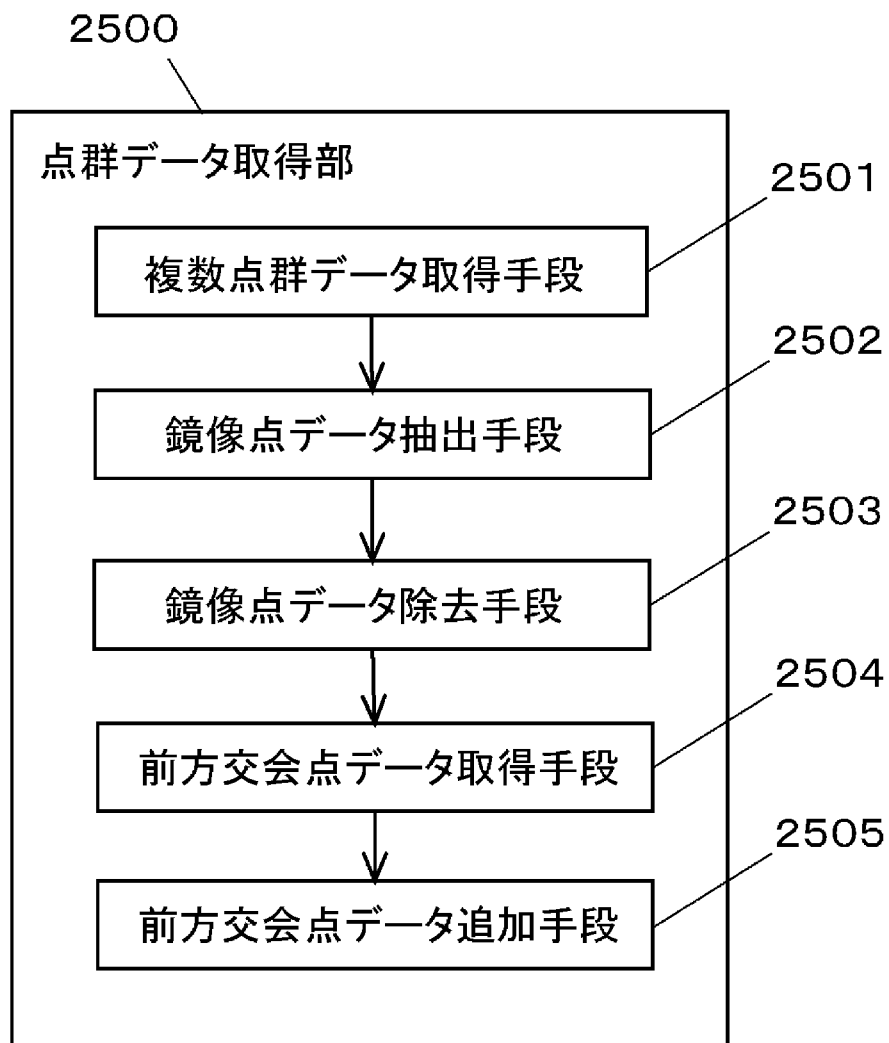 2500
点群データ取得部
2501
複数点群データ取得手段
2502
鏡像点データ抽出手段
2503
鏡像点データ除去手段
2504
前方交会点データ取得手段
2505
前方交会点データ追加手段